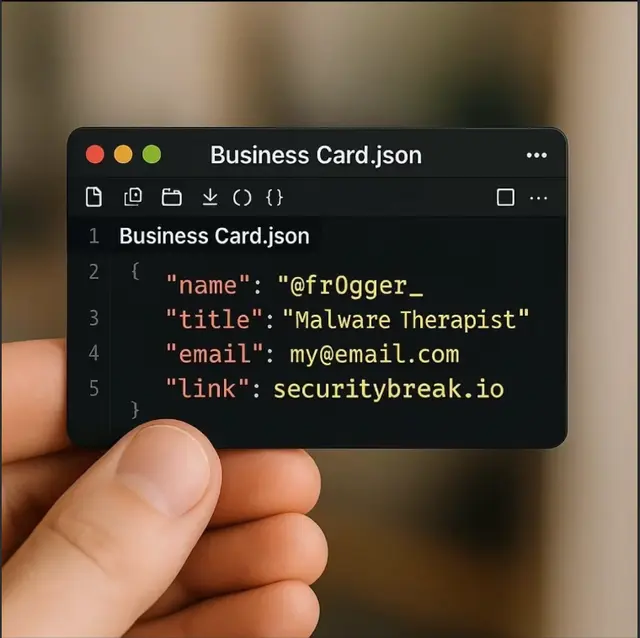 Business Card.json
1 Business Card.json
2 {
"name": "@fr0gger_
3 "title": "Malware Therapist"
4 "email": my@email.com
5 "link": securitybreak.io
}